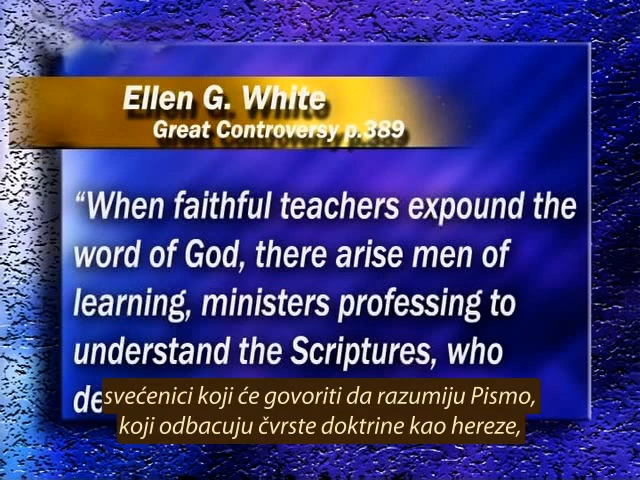 Ellen G. White
Great Controversy p.389
“When faithful teachers expound the
word of God, there arise men of
learning, ministers professing to
understand the Scriptures, who
svećenici koji će govoriti da razumiju Pismo,
koji odbacuju čvrste doktrine kao hereze,